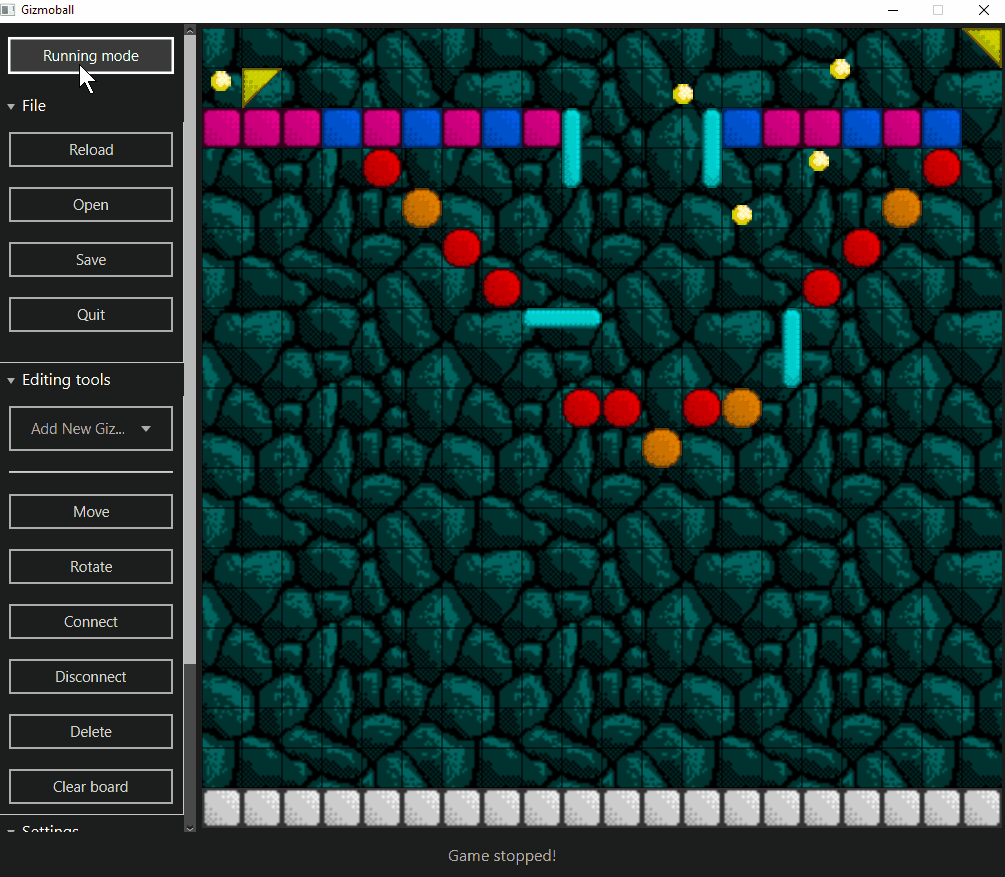 Gizmoball
Running mode
File
Reload
Open
Save
Quit
Editing tools
Add New Giz...
Move
Rotate
Connect
Disconnect
Delete
Clear board
Settings
Game stopped!